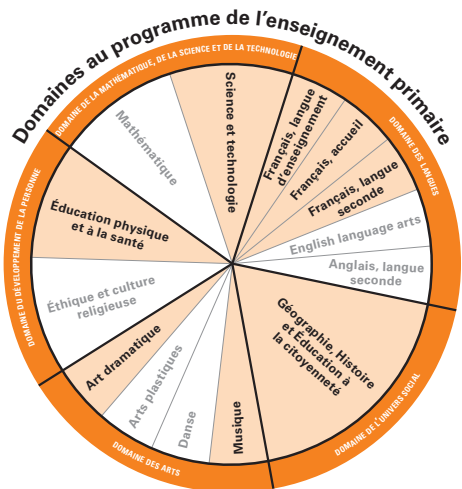 Domaines au programme de l'enseignement primaire
DOMAINE DE LA MATHÉMATIQUE, DE LA SCIENCE ET DE LA TECHNOLOGIE
Mathématique
Science et technologie
DOMAINE DES LANGUES
Français, langue
d'enseignement
Français, accueil
Français, langue
seconde
English language arts
Anglais, langue
seconde
DOMAINE DE L'UNIVERS SOCIAL
Géographie, Histoire
et Éducation à
la citoyenneté
DOMAINE DES ARTS
Musique
Danse
Arts plastiques
Art dramatique
DOMAINE DU DÉVELOPPEMENT DE LA PERSONNE
Éthique et culture
religieuse
Éducation physique
et à la santé